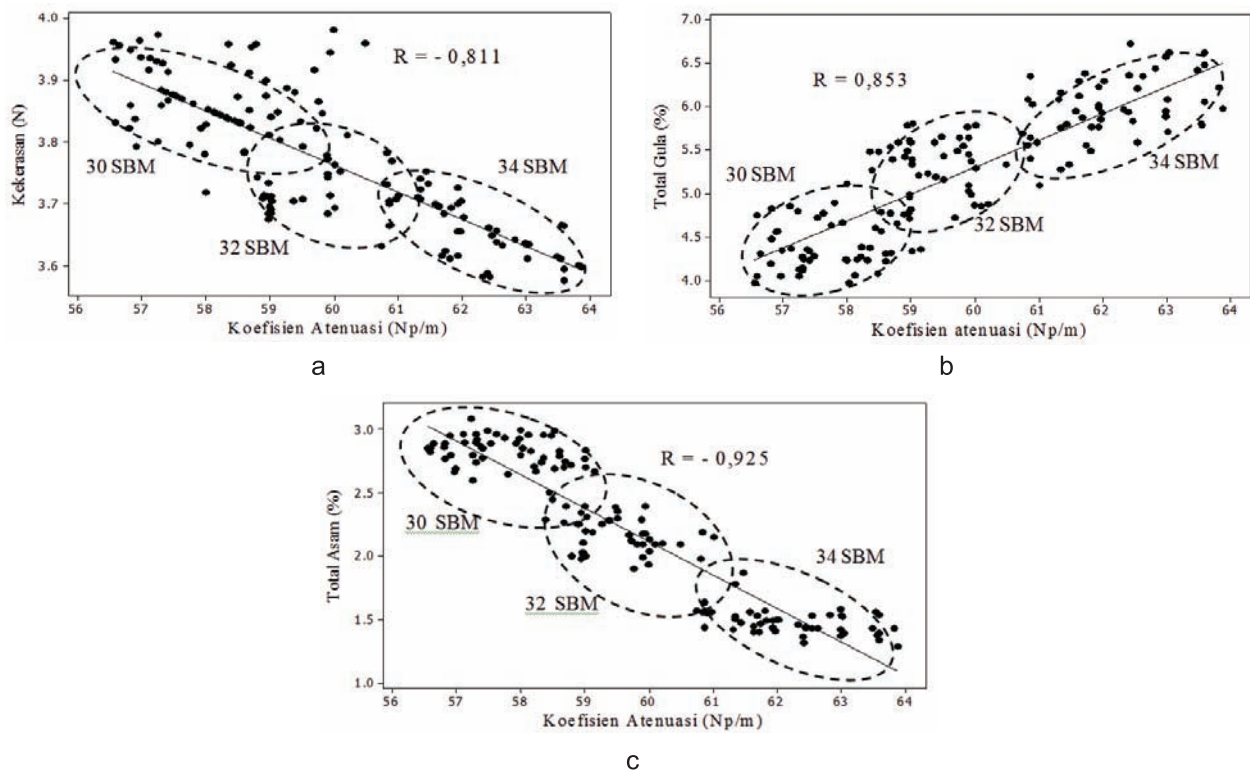 4.0
3.9
3.8
3.7
3.6
Kekerasan (N)
R = - 0,811
30 SBM
34 SBM
32 SBM
56 57 58 59 60 61 62 63 64
Koefisien Atenuasi (Np/m)
a
7.0
6.5
6.0
5.5
5.0
4.5
4.0
Total Gula (%)
R = 0,853
30 SBM
34 SBM
32 SBM
56 57 58 59 60 61 62 63 64
Koefisien atenuasi (Np/m)
b
3.0
2.5
2.0
1.5
1.0
Total Asam (%)
R = - 0,925
30 SBM
34 SBM
32 SBM
56 57 58 59 60 61 62 63 64
Koefisien Atenuasi (Np/m)
c